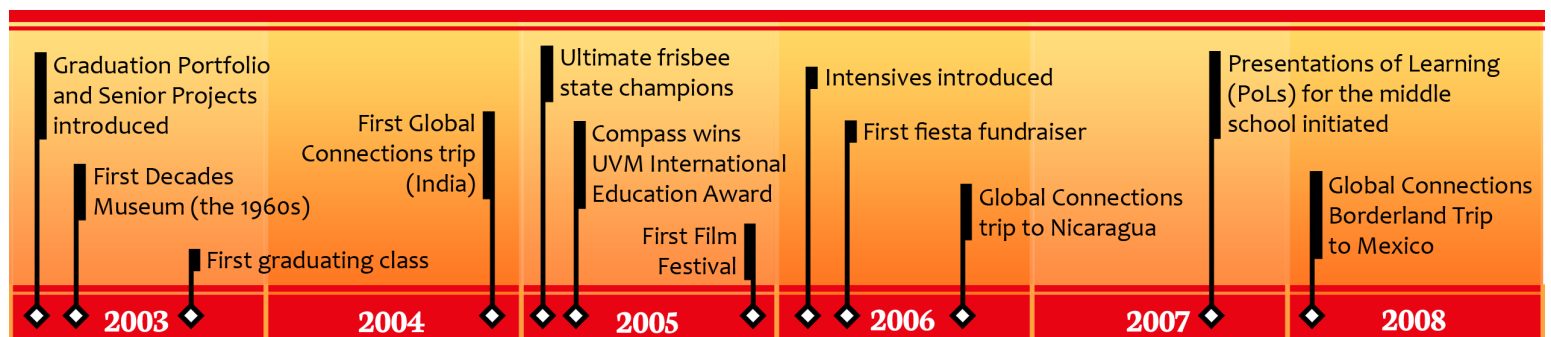 Graduation Portfolio
and Senior Projects
introduced
First Decades
Museum (the 1960s)
First graduating class
First Global
Connections trip
(India)
Ultimate frisbee
state champions
Compass wins
UVM International
Education Award
First Film
Festival
Intensives introduced
First fiesta fundraiser
Global Connections
trip to Nicaragua
Presentations of Learning
(PoLs) for the middle
school initiated
Global Connections
Borderland Trip
to Mexico
2003
2004
2005
2006
2007
2008